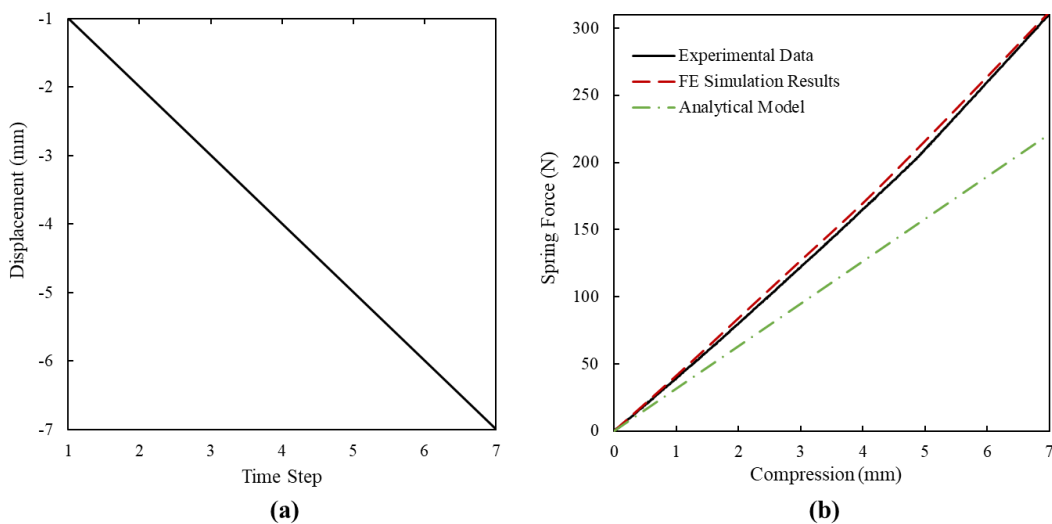 -1
-2
-3
-4
-5
-6
-7
Displacement (mm)
1 2 3 4 5 6 7
Time Step
(a)
300
250
200
150
100
50
0
Spring Force (N)
Experimental Data
FE Simulation Results
Analytical Model
0 1 2 3 4 5 6 7
Compression (mm)
(b)